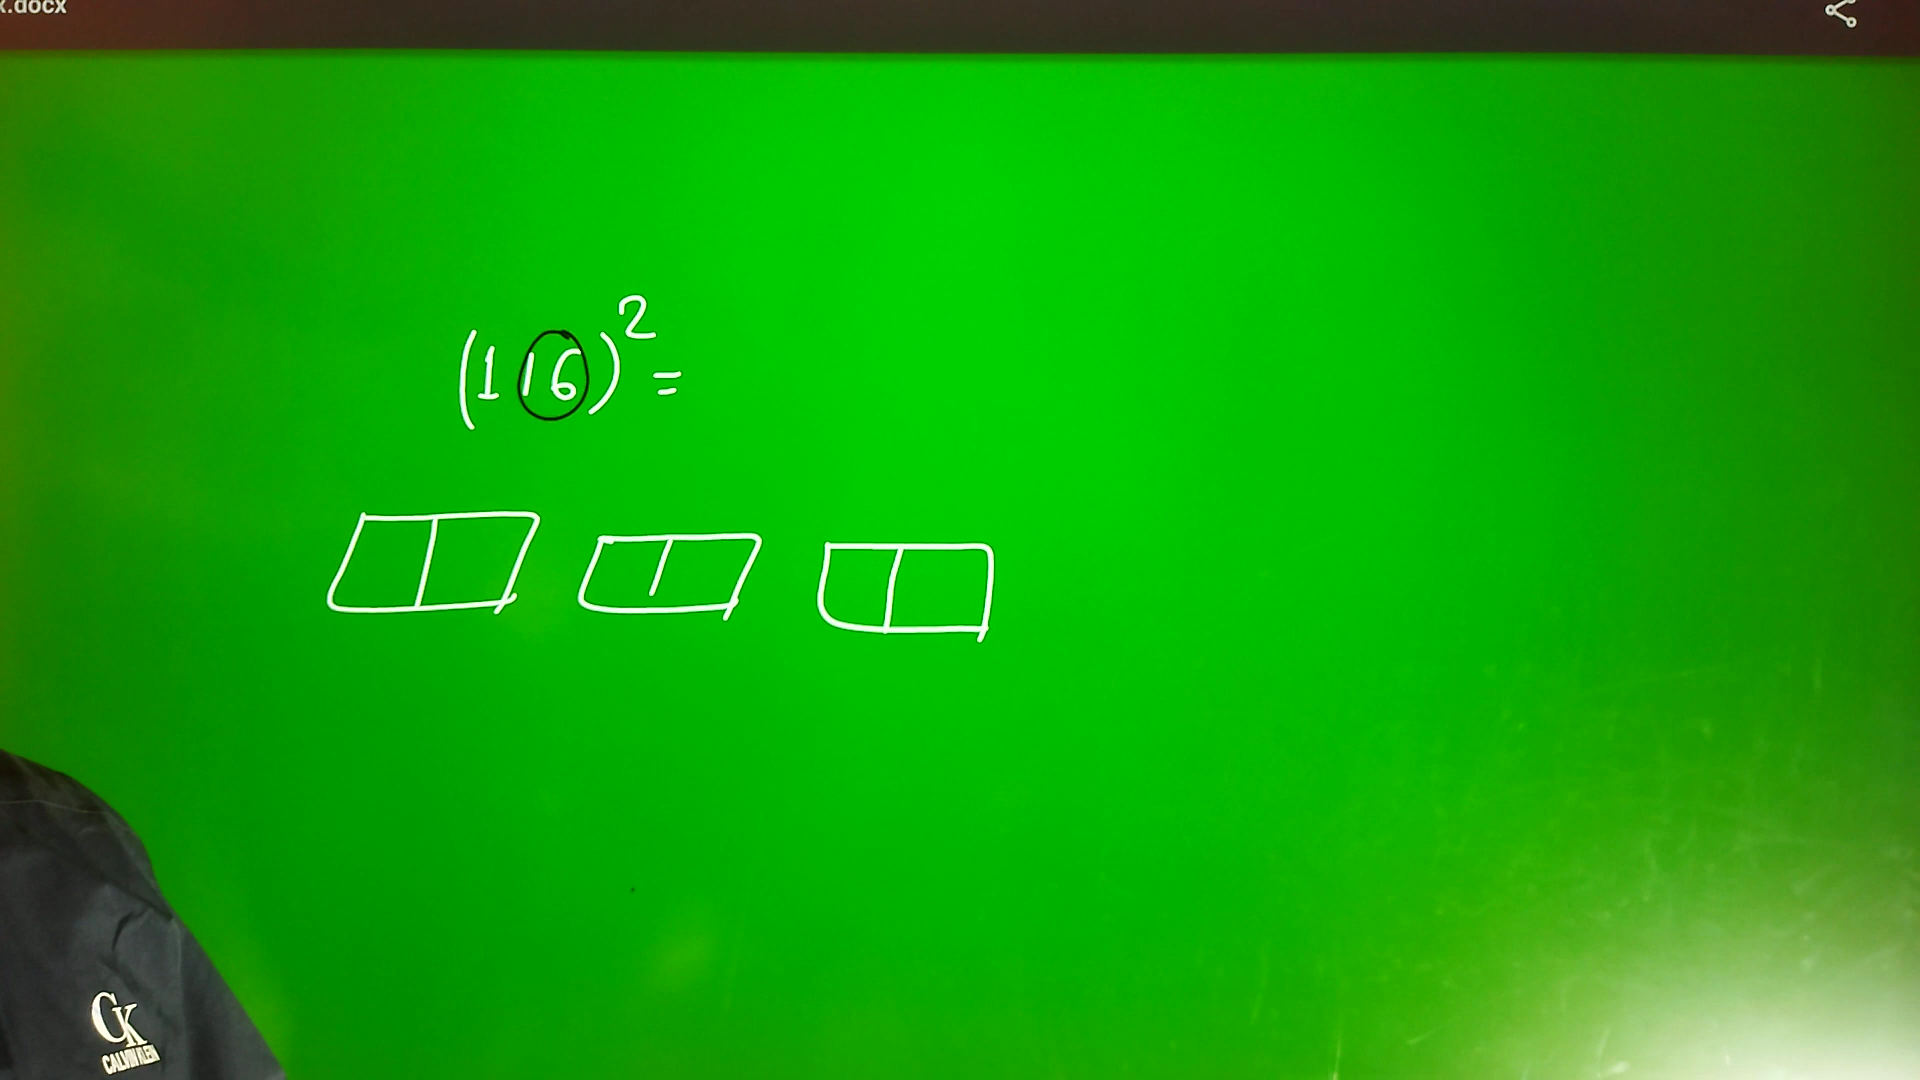 x.docx
(116)² =
CK
CALVIN KLEIN